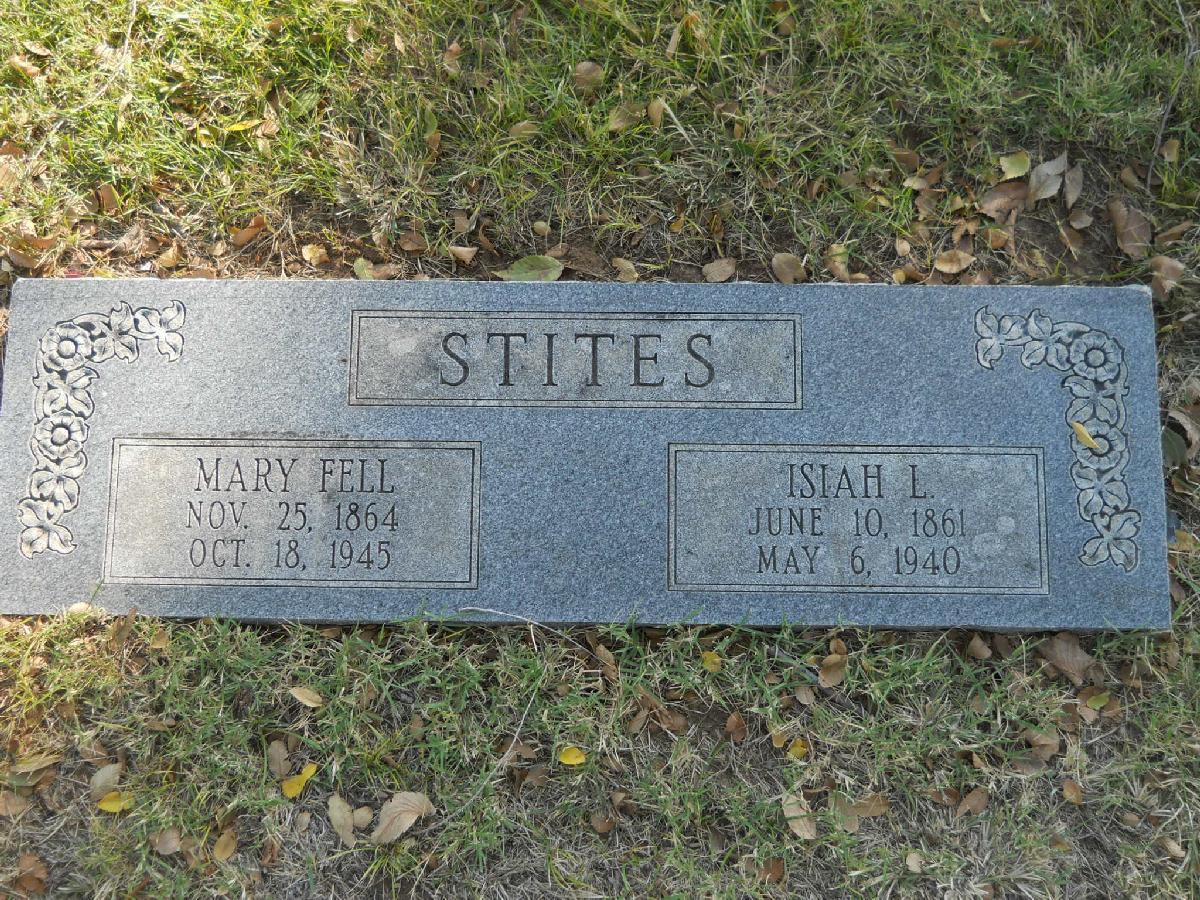 STITES
MARY FELL
NOV. 25, 1864
OCT. 18, 1945
ISIAH L.
JUNE 10, 1861
MAY 6, 1940